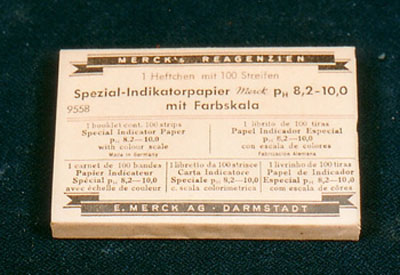 MERCK's REAGENZIEN
1 Heftchen mit 100 Streifen
Spezial-Indikatorpapier Merck pH 8,2-10,0
9558 mit Farbskala
1 booklet cont. 100 strips
Special Indicator Paper
pH 8,2—10,0
with colour scale
Made in Germany
1 librito de 100 tiras
Papel Indicador Especial
pH 8,2—10,0
con escala de colores
Fabricación Alemana
1 carnet de 100 bandes
Papier Indicateur
Spécial pH 8,2—10,0
avec échelle de couleur
1 libretto da 100 strisce
Carta Indicatore
Speciale pH 8,2—10,0
c. scala colorimetrica
1 livrinho de 100 tiras
Papel de Indicador
Especial pH 8,2—10,0
com escala de côres
E. MERCK AG · DARMSTADT